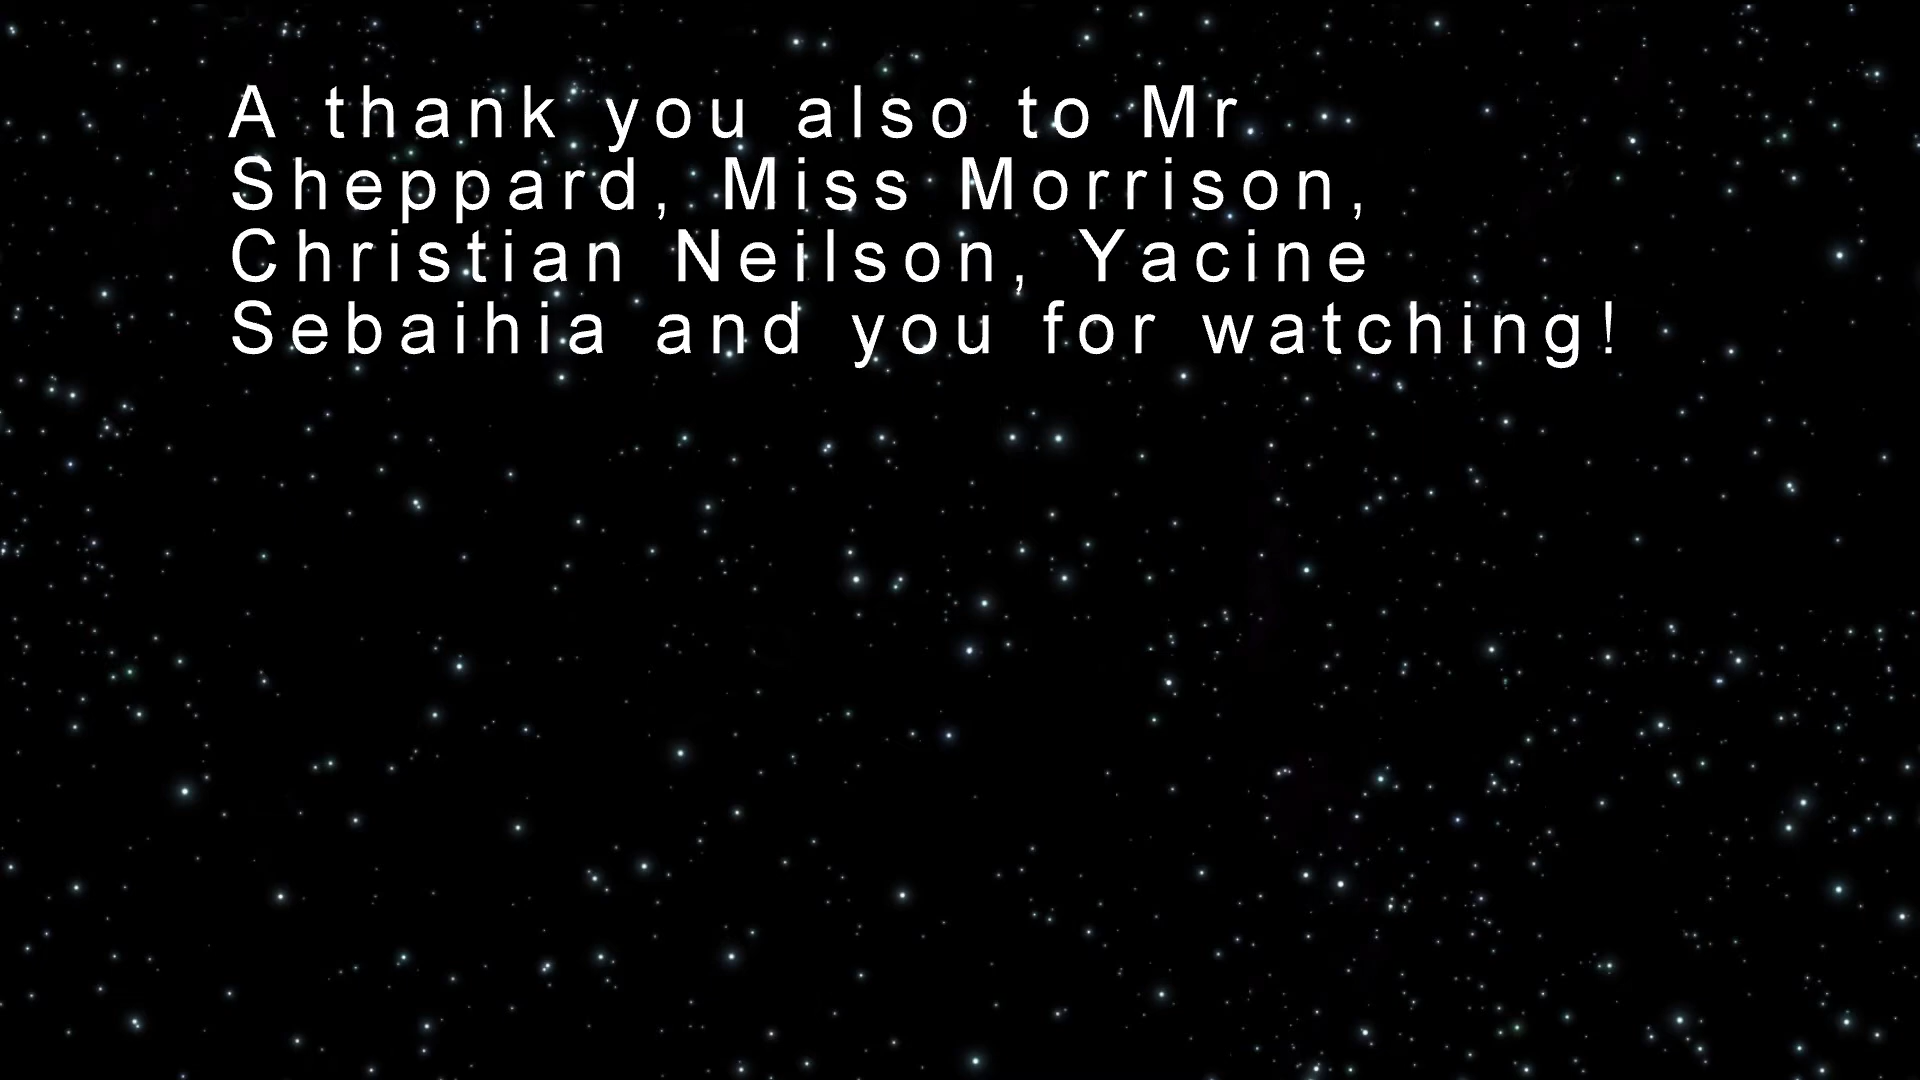 A thank you also to Mr
Sheppard, Miss Morrison,
Christian Neilson, Yacine
Sebaihia and you for watching!